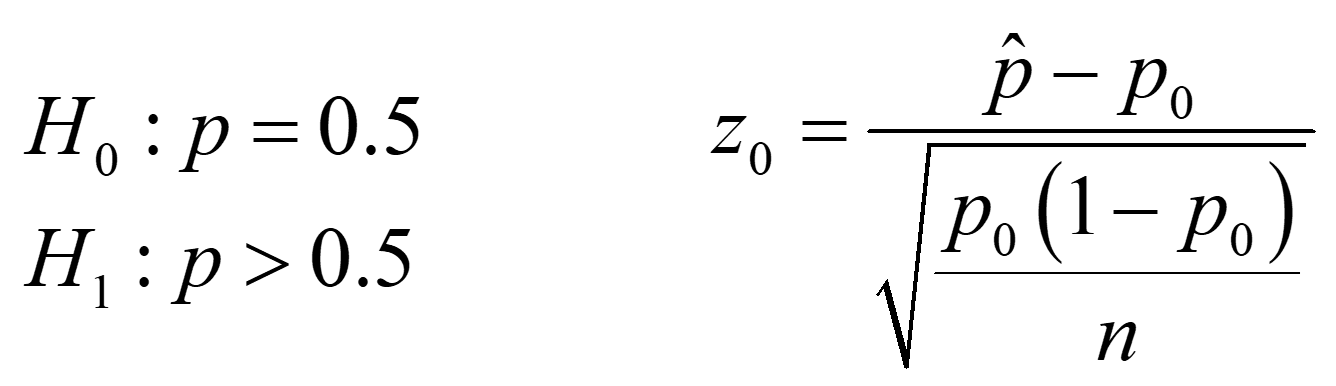 H₀ : p = 0.5
H₁ : p > 0.5
z₀ = (p̂ − p₀) / √(p₀(1 − p₀) / n)